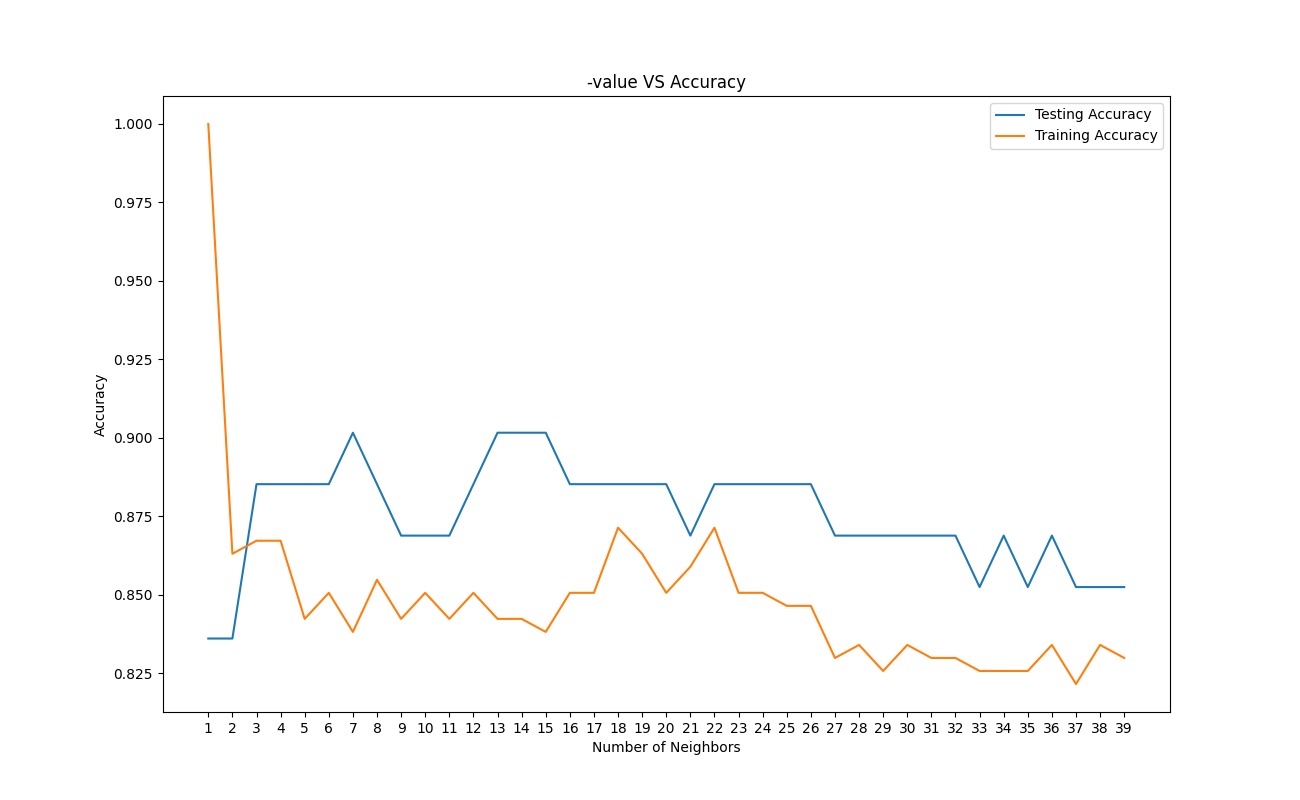 -value VS Accuracy
Testing Accuracy
Training Accuracy
1.000
0.975
0.950
0.925
0.900
0.875
0.850
0.825
Accuracy
1 2 3 4 5 6 7 8 9 10 11 12 13 14 15 16 17 18 19 20 21 22 23 24 25 26 27 28 29 30 31 32 33 34 35 36 37 38 39
Number of Neighbors